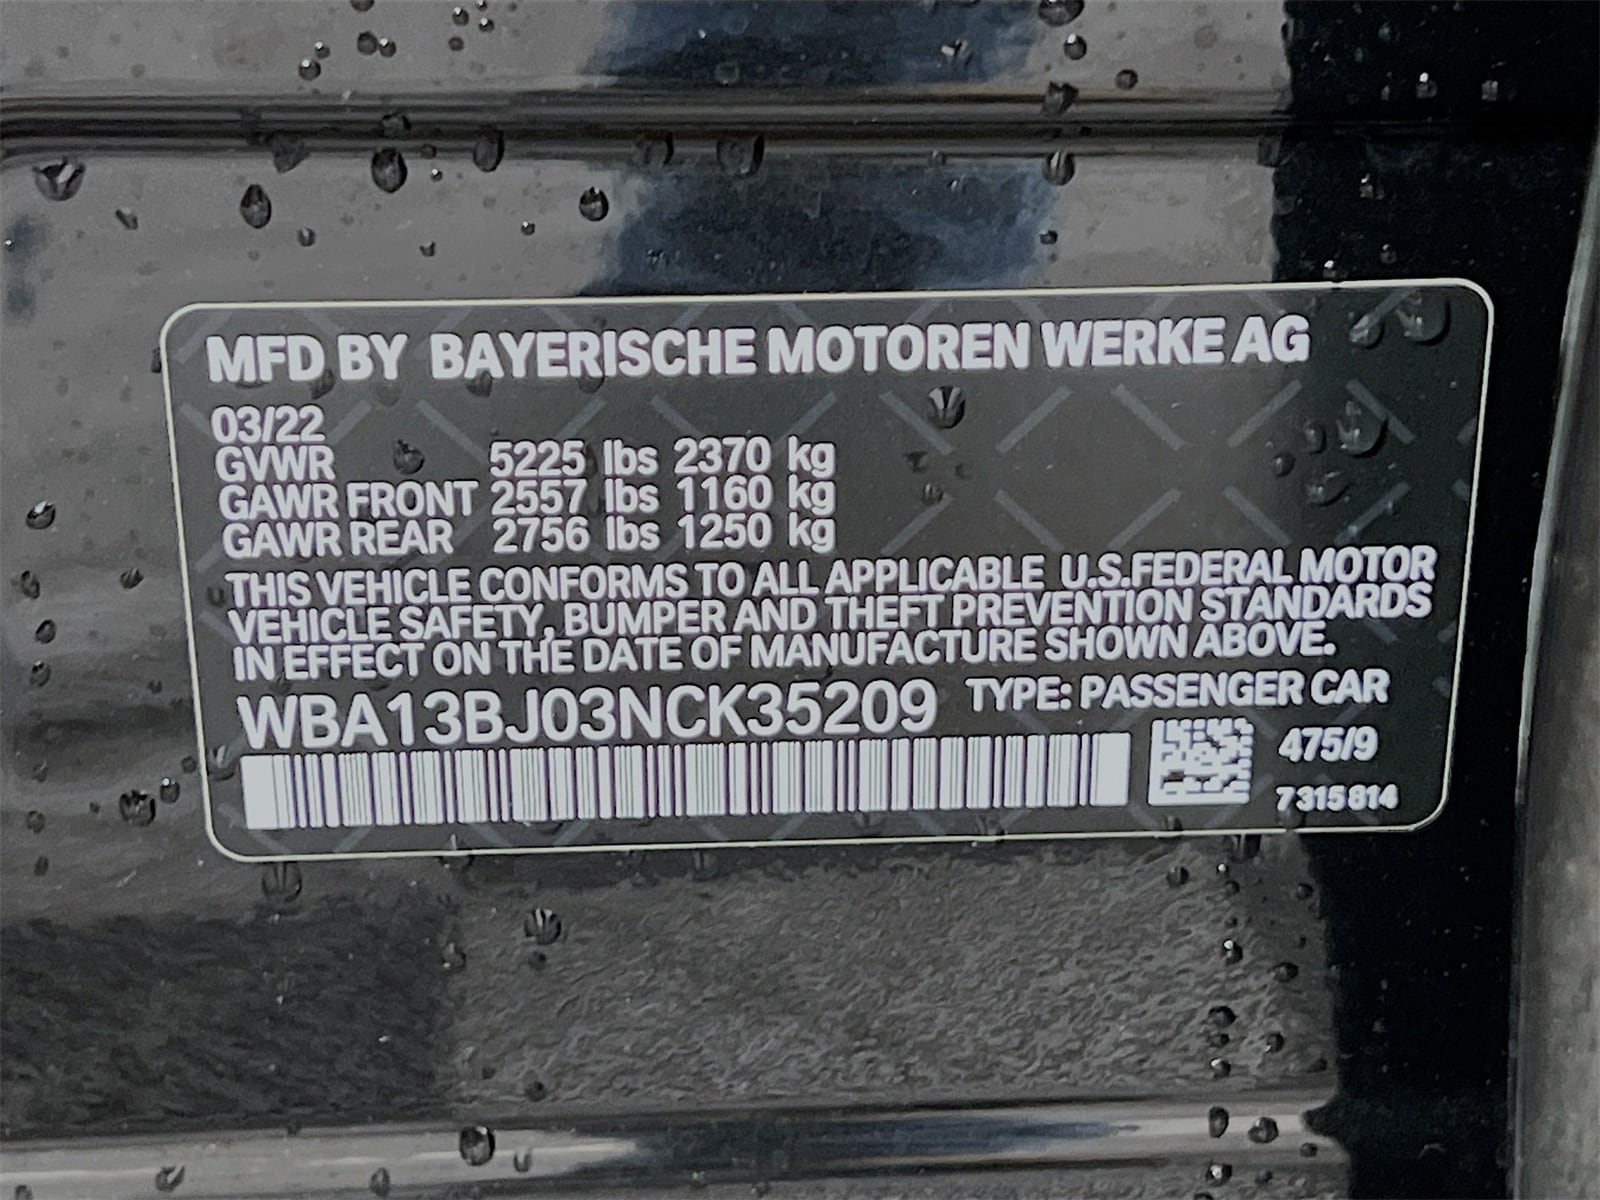 MFD BY BAYERISCHE MOTOREN WERKE AG
03/22
GVWR 5225 lbs 2370 kg
GAWR FRONT 2557 lbs 1160 kg
GAWR REAR 2756 lbs 1250 kg
THIS VEHICLE CONFORMS TO ALL APPLICABLE U.S.FEDERAL MOTOR
VEHICLE SAFETY, BUMPER AND THEFT PREVENTION STANDARDS
IN EFFECT ON THE DATE OF MANUFACTURE SHOWN ABOVE.
WBA13BJ03NCK35209 TYPE: PASSENGER CAR
475/9
7315814